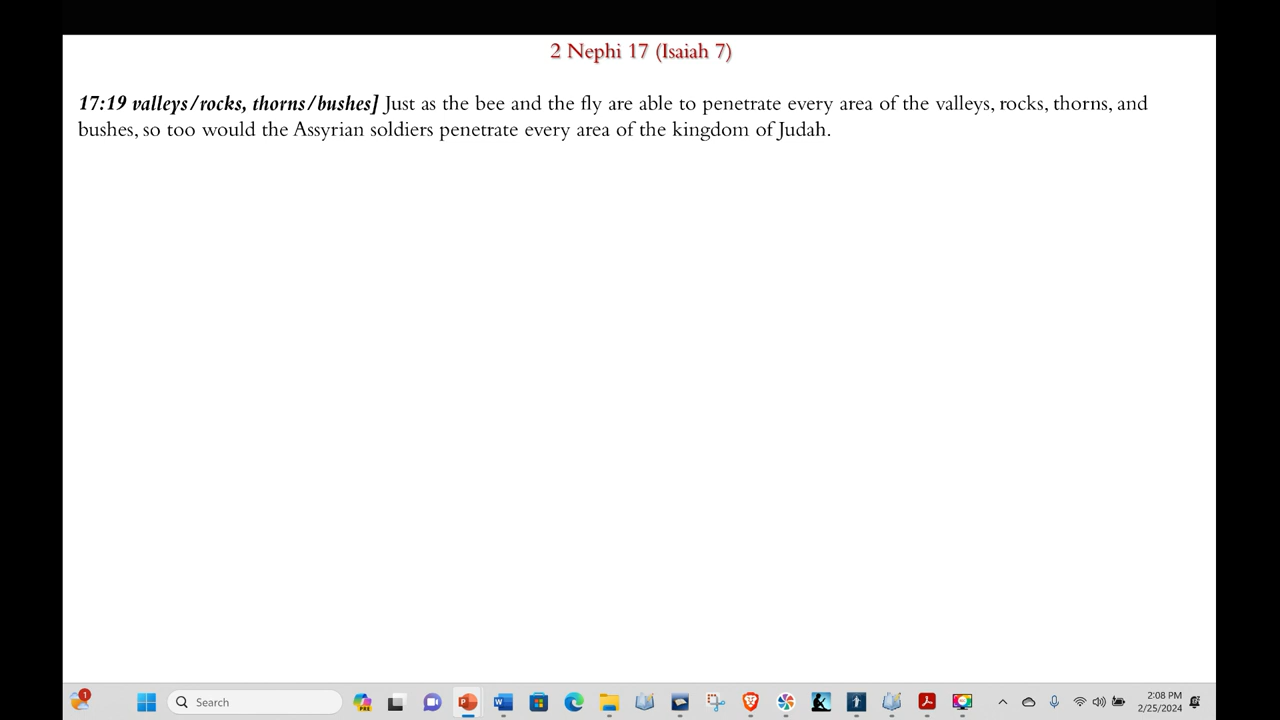 2 Nephi 17 (Isaiah 7)
17:19 valleys/rocks, thorns/bushes] Just as the bee and the fly are able to penetrate every area of the valleys, rocks, thorns, and
bushes, so too would the Assyrian soldiers penetrate every area of the kingdom of Judah.
1
Search
PRE
2:08 PM
2/25/2024